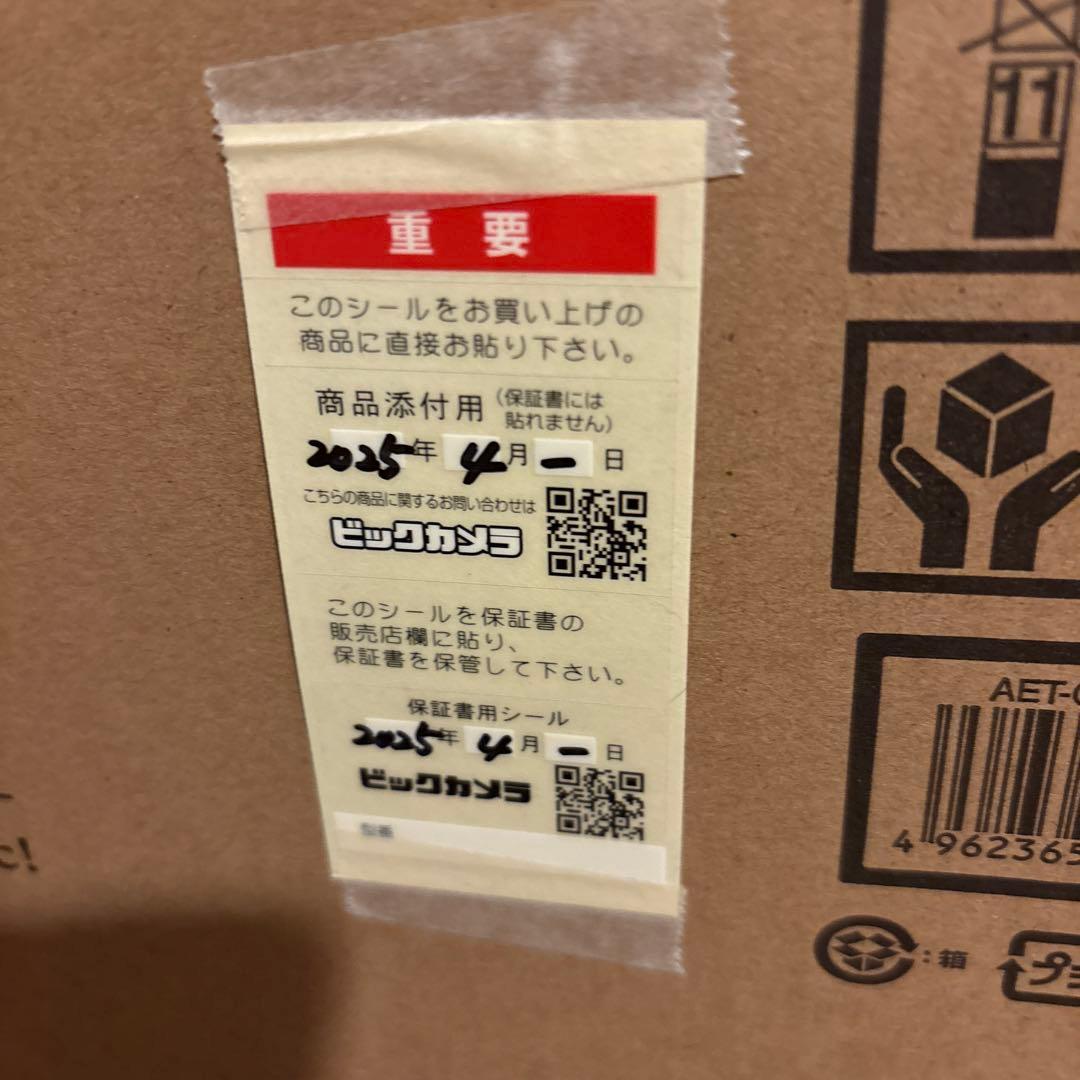 重要
このシールをお買い上げの
商品に直接お貼り下さい。
商品添付用(保証書には
貼れません)
2025年 4月 一 日
こちらの商品に関するお問い合わせは
ビックカメラ
このシールを保証書の
販売店欄に貼り、
保証書を保管して下さい。
保証書用シール
2025年 4月 一 日
ビックカメラ
型番
11
AET-
4 962365
:箱
プ
!